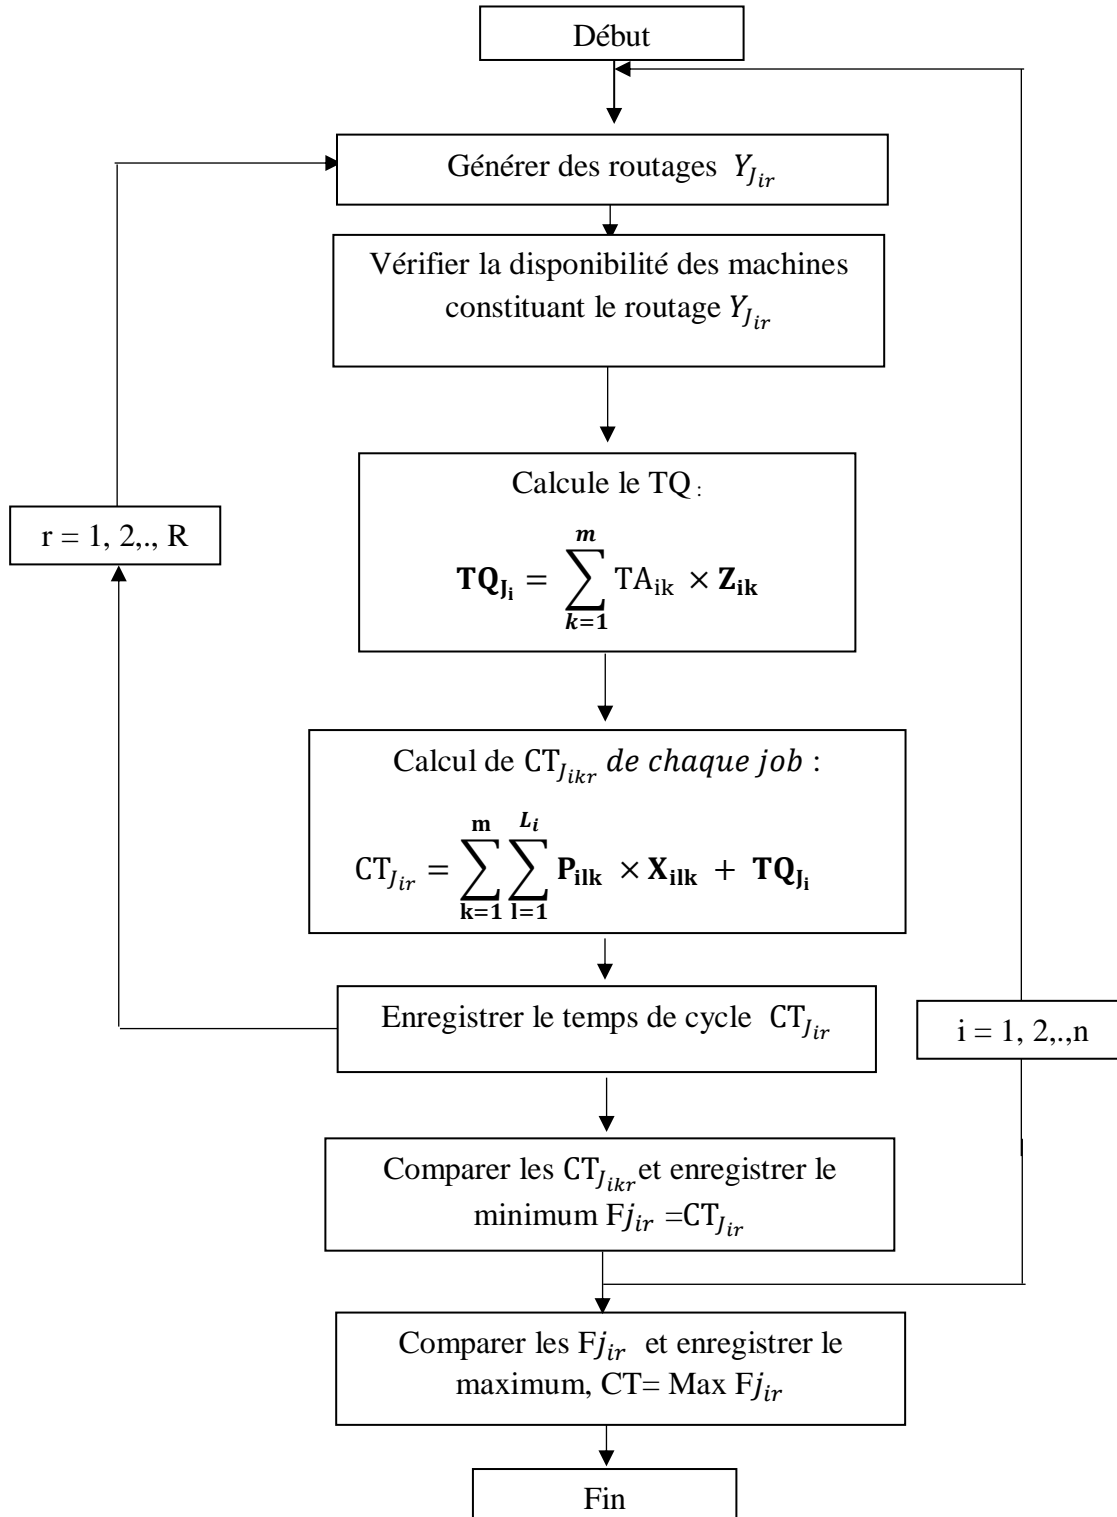 Début
Générer des routages Y_{J_{ir}}
Vérifier la disponibilité des machines
constituant le routage Y_{J_{ir}}
Calcule le TQ :
TQ_{J_i} = \sum_{k=1}^{m} TA_{ik} × Z_{ik}
r = 1, 2,., R
Calcul de CT_{J_{ikr}} de chaque job :
CT_{J_{ir}} = \sum_{k=1}^{m} \sum_{l=1}^{L_i} P_{ilk} × X_{ilk} + TQ_{J_i}
Enregistrer le temps de cycle CT_{J_{ir}}
i = 1, 2,.,n
Comparer les CT_{J_{ikr}} et enregistrer le
minimum Fj_{ir} =CT_{J_{ir}}
Comparer les Fj_{ir} et enregistrer le
maximum, CT= Max Fj_{ir}
Fin